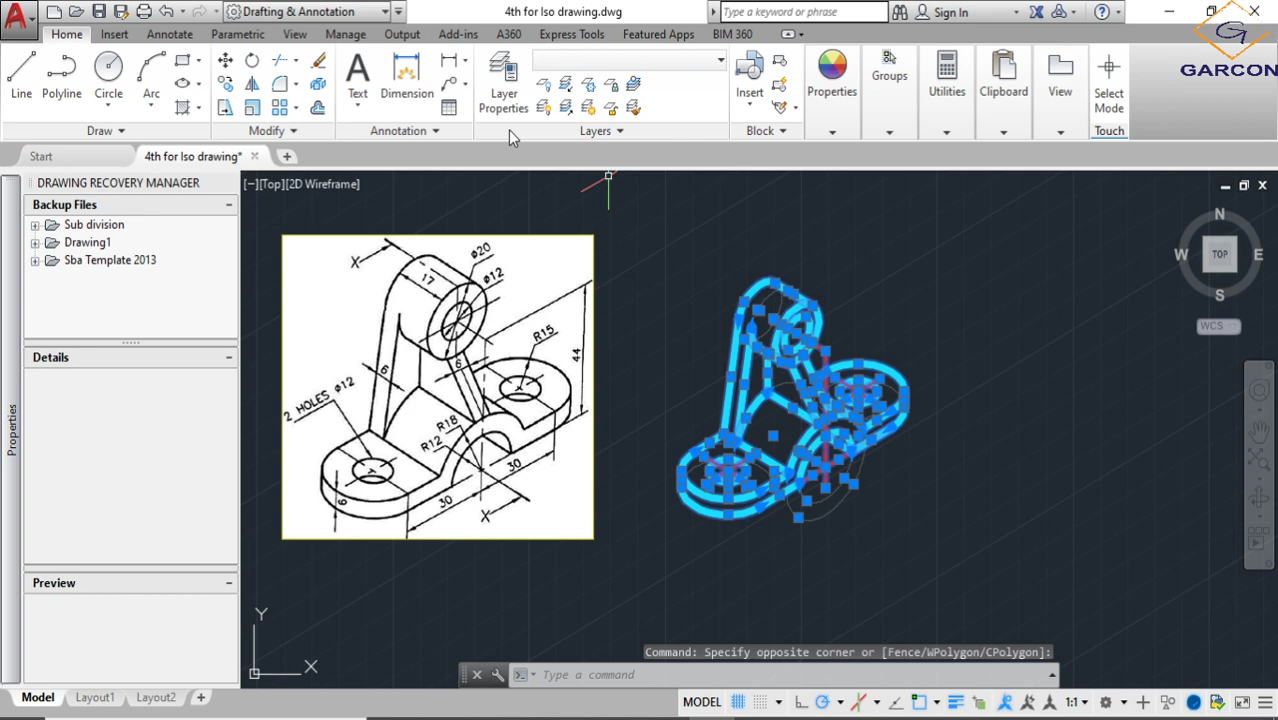 Drafting & Annotation
4th for Iso drawing.dwg
Type a keyword or phrase
Sign In
G
GARCON
Home Insert Annotate Parametric View Manage Output Add-ins A360 Express Tools Featured Apps BIM 360
Line Polyline Circle Arc
Text Dimension
Layer Properties
Insert
Properties Groups Utilities Clipboard View
Select Mode
Draw Modify Annotation Layers Block Touch
Start
4th for Iso drawing*
DRAWING RECOVERY MANAGER
Backup Files
Sub division
Drawing1
Sba Template 2013
Details
Preview
Properties
[−][Top][2D Wireframe]
N
W TOP E
S
WCS
X
17
⌀20
⌀12
R15
44
6
6
2 HOLES ⌀12
R18
R12
30
30
6
X
Y
X
Command: Specify opposite corner or [Fence/WPolygon/CPolygon]:
Type a command
Model Layout1 Layout2
MODEL
1:1